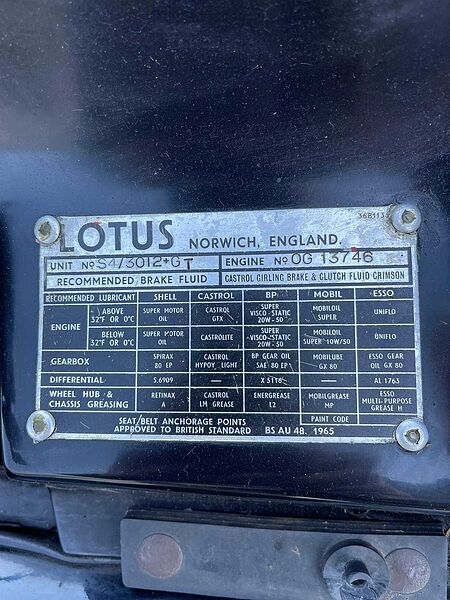 36B1135
LOTUS NORWICH, ENGLAND.
UNIT No S4/3012*GT ENGINE No OG 13746
RECOMMENDED BRAKE FLUID CASTROL GIRLING BRAKE & CLUTCH FLUID CRIMSON
RECOMMENDED LUBRICANT SHELL CASTROL BP MOBIL ESSO
ENGINE ABOVE 32°F OR 0°C SUPER MOTOR OIL CASTROL GTX SUPER VISCO-STATIC 20W-50 MOBILOIL SUPER UNIFLO
BELOW 32°F OR 0°C SUPER MOTOR OIL CASTROLITE SUPER VISCO-STATIC 20W-50 MOBILOIL SUPER 10W/50 UNIFLO
GEARBOX SPIRAX 80 EP CASTROL HYPOY LIGHT BP GEAR OIL SAE 80 EP MOBILUBE GX 80 ESSO GEAR OIL GX 80
DIFFERENTIAL S.6909 — X 5116 — AL 1763
WHEEL HUB & CHASSIS GREASING RETINAX A CASTROL LM GREASE ENERGREASE L2 MOBILGREASE MP ESSO MULTI-PURPOSE GREASE H
SEAT/BELT ANCHORAGE POINTS PAINT CODE
APPROVED TO BRITISH STANDARD BS AU 48. 1965